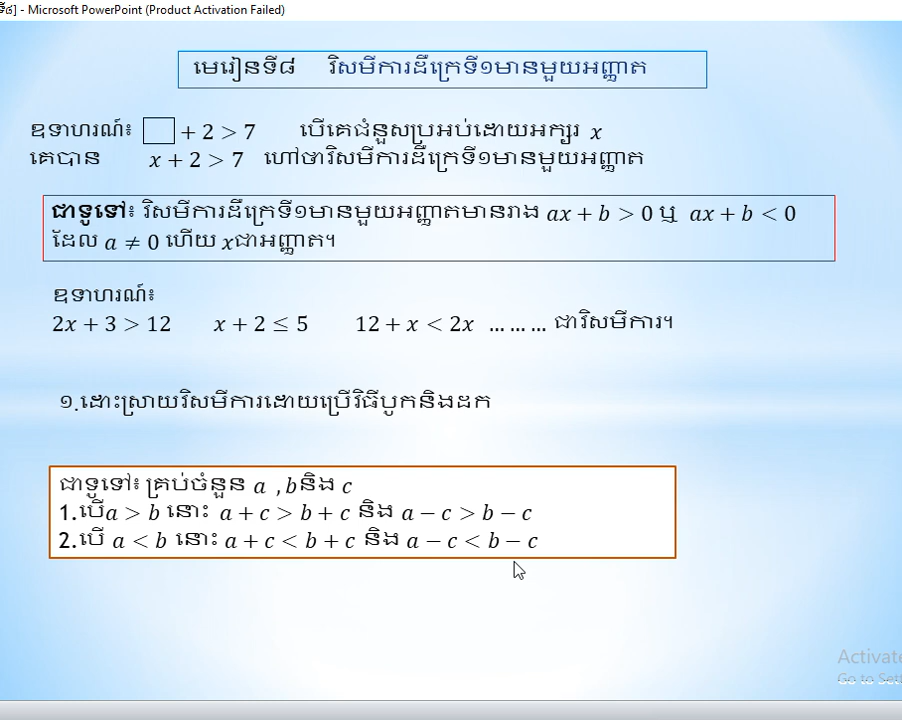 ទី៨] - Microsoft PowerPoint (Product Activation Failed)
មេរៀនទី៨ វិសមីការដឺក្រេទី១មានមួយអញ្ញាត
ឧទាហរណ៍៖ □ + 2 > 7 បើគេជំនួសប្រអប់ដោយអក្សរ x
គេបាន x + 2 > 7 ហៅថាវិសមីការដឺក្រេទី១មានមួយអញ្ញាត
ជាទូទៅ៖ វិសមីការដឺក្រេទី១មានមួយអញ្ញាតមានរាង ax + b > 0 ឬ ax + b < 0
ដែល a ≠ 0 ហើយ xជាអញ្ញាត។
ឧទាហរណ៍៖
2x + 3 > 12 x + 2 ≤ 5 12 + x < 2x ... ... ... ជាវិសមីការ។
១.ដោះស្រាយវិសមីការដោយប្រើវិធីបូកនិងដក
ជាទូទៅ៖ គ្រប់ចំនួន a ,bនិង c
1.បើa > b នោះ a + c > b + c និង a − c > b − c
2.បើ a < b នោះ a + c < b + c និង a − c < b − c
Activate
Go to Set